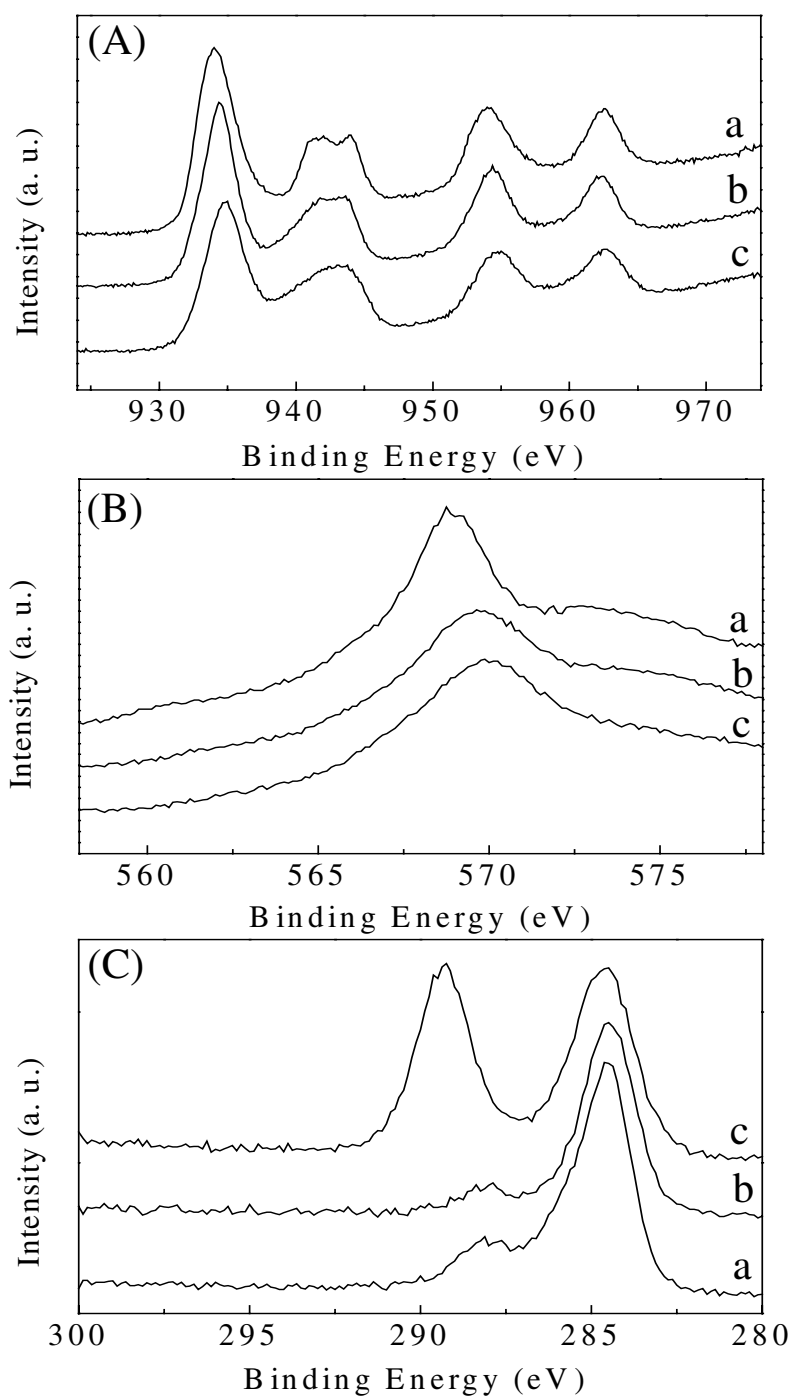 (A)
Intensity (a. u.)
a
b
c
930 940 950 960 970
Binding Energy (eV)
(B)
Intensity (a. u.)
a
b
c
560 565 570 575
Binding Energy (eV)
(C)
Intensity (a. u.)
c
b
a
300 295 290 285 280
Binding Energy (eV)